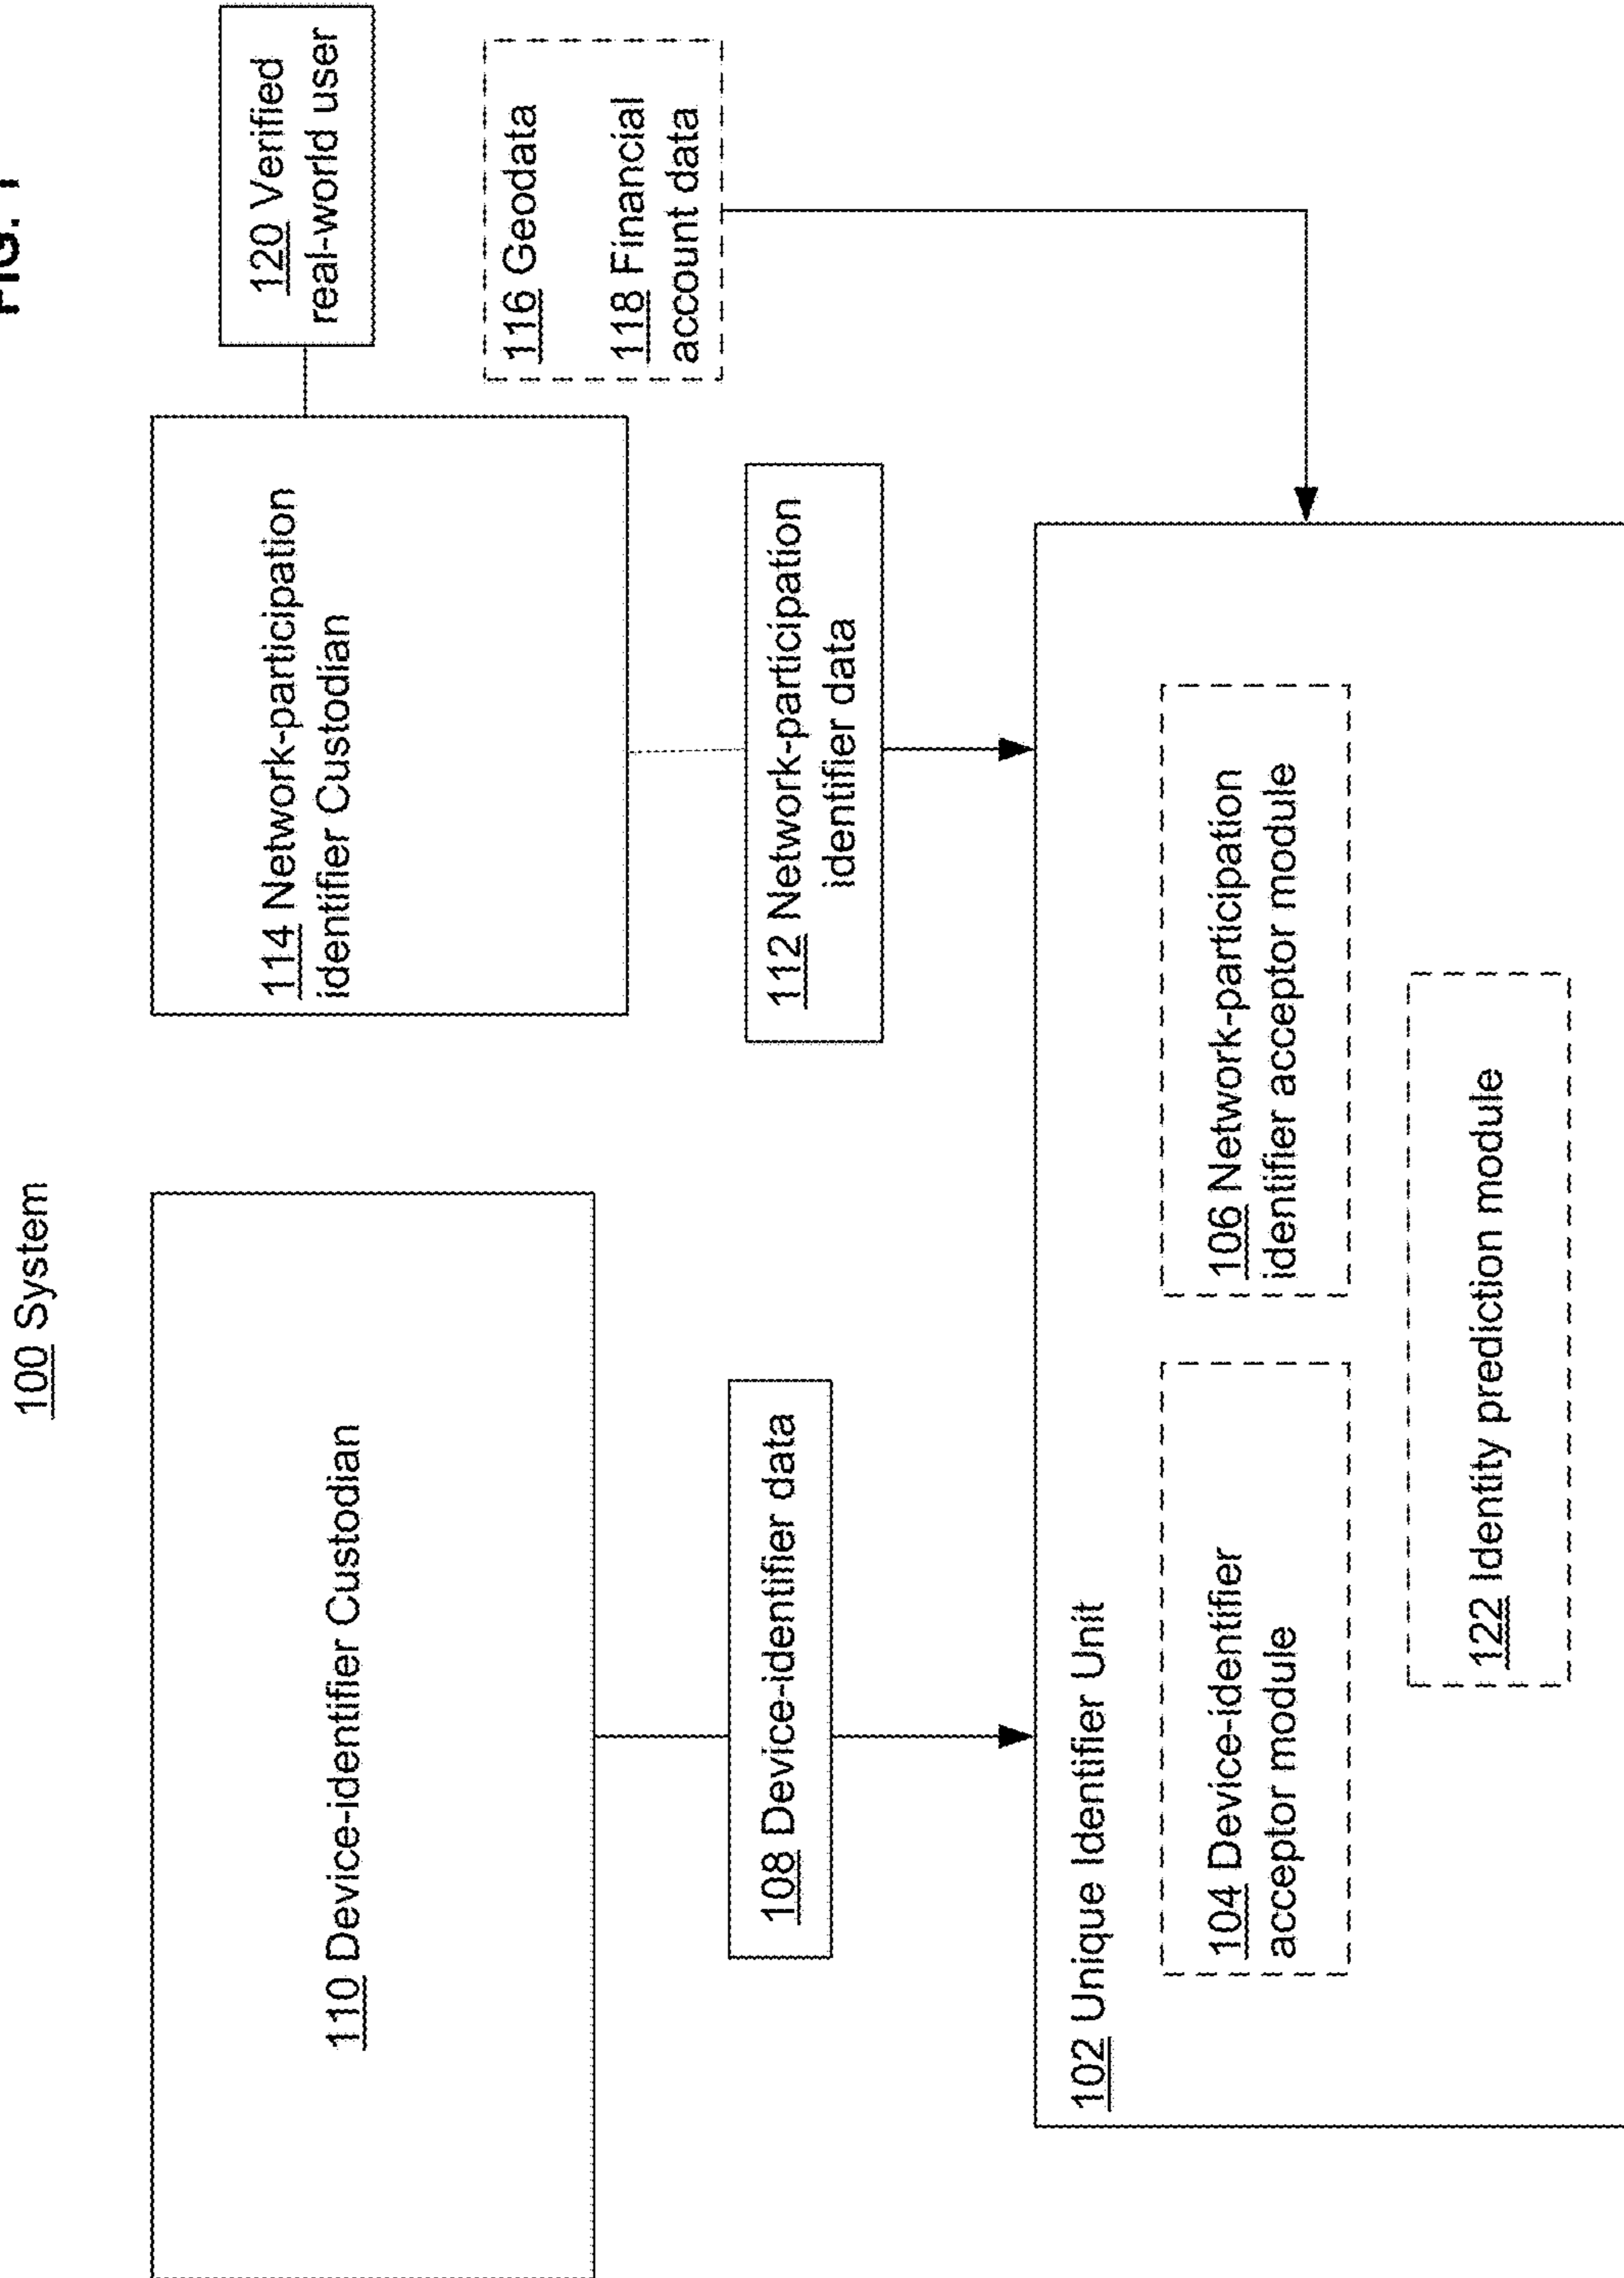 100 System
FIG. 1
110 Device-identifier Custodian
114 Network-participation
identifier Custodian
120 Verified
real-world user
116 Geodata
118 Financial
account data
108 Device-identifier data
112 Network-participation
identifier data
102 Unique Identifier Unit
104 Device-identifier
acceptor module
106 Network-participation
identifier acceptor module
122 Identity prediction module